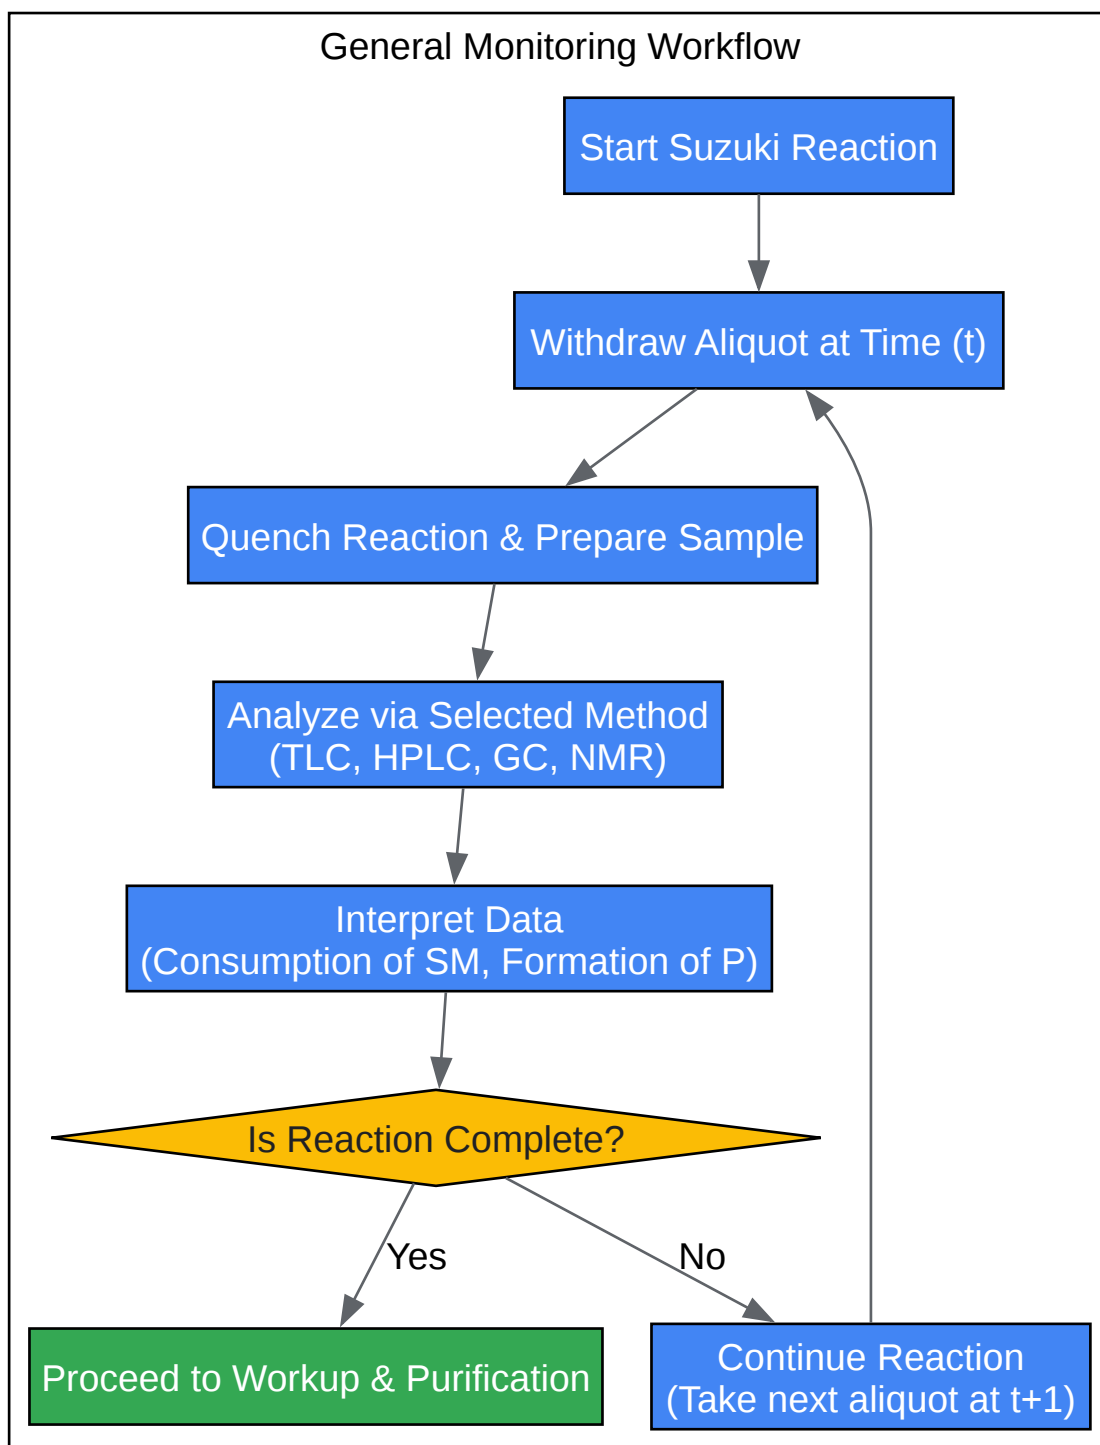 General Monitoring Workflow
Start Suzuki Reaction
Withdraw Aliquot at Time (t)
Quench Reaction & Prepare Sample
Analyze via Selected Method
(TLC, HPLC, GC, NMR)
Interpret Data
(Consumption of SM, Formation of P)
Is Reaction Complete?
Yes
No
Proceed to Workup & Purification
Continue Reaction
(Take next aliquot at t+1)